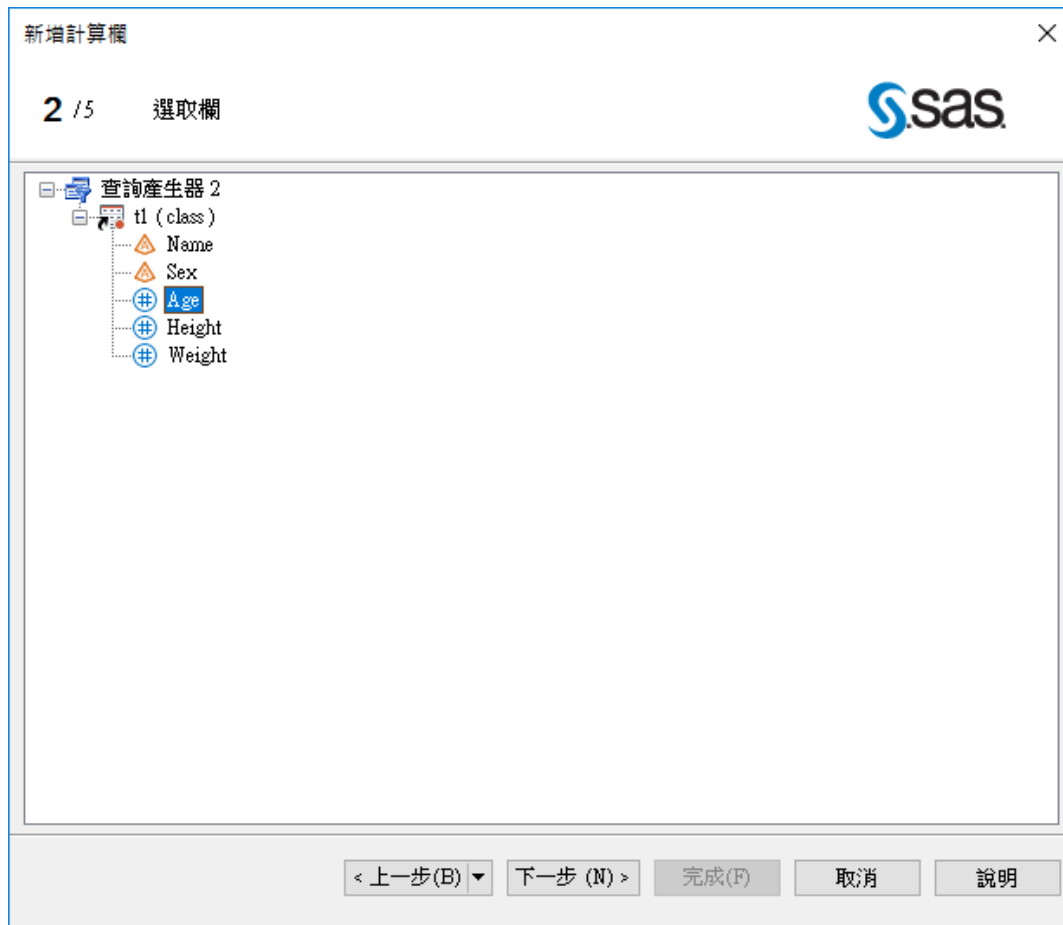 新增計算欄
2 /5 選取欄
sas
查詢產生器 2
t1 (class)
Name
Sex
Age
Height
Weight
< 上一步(B) 下一步 (N) > 完成(F) 取消 說明